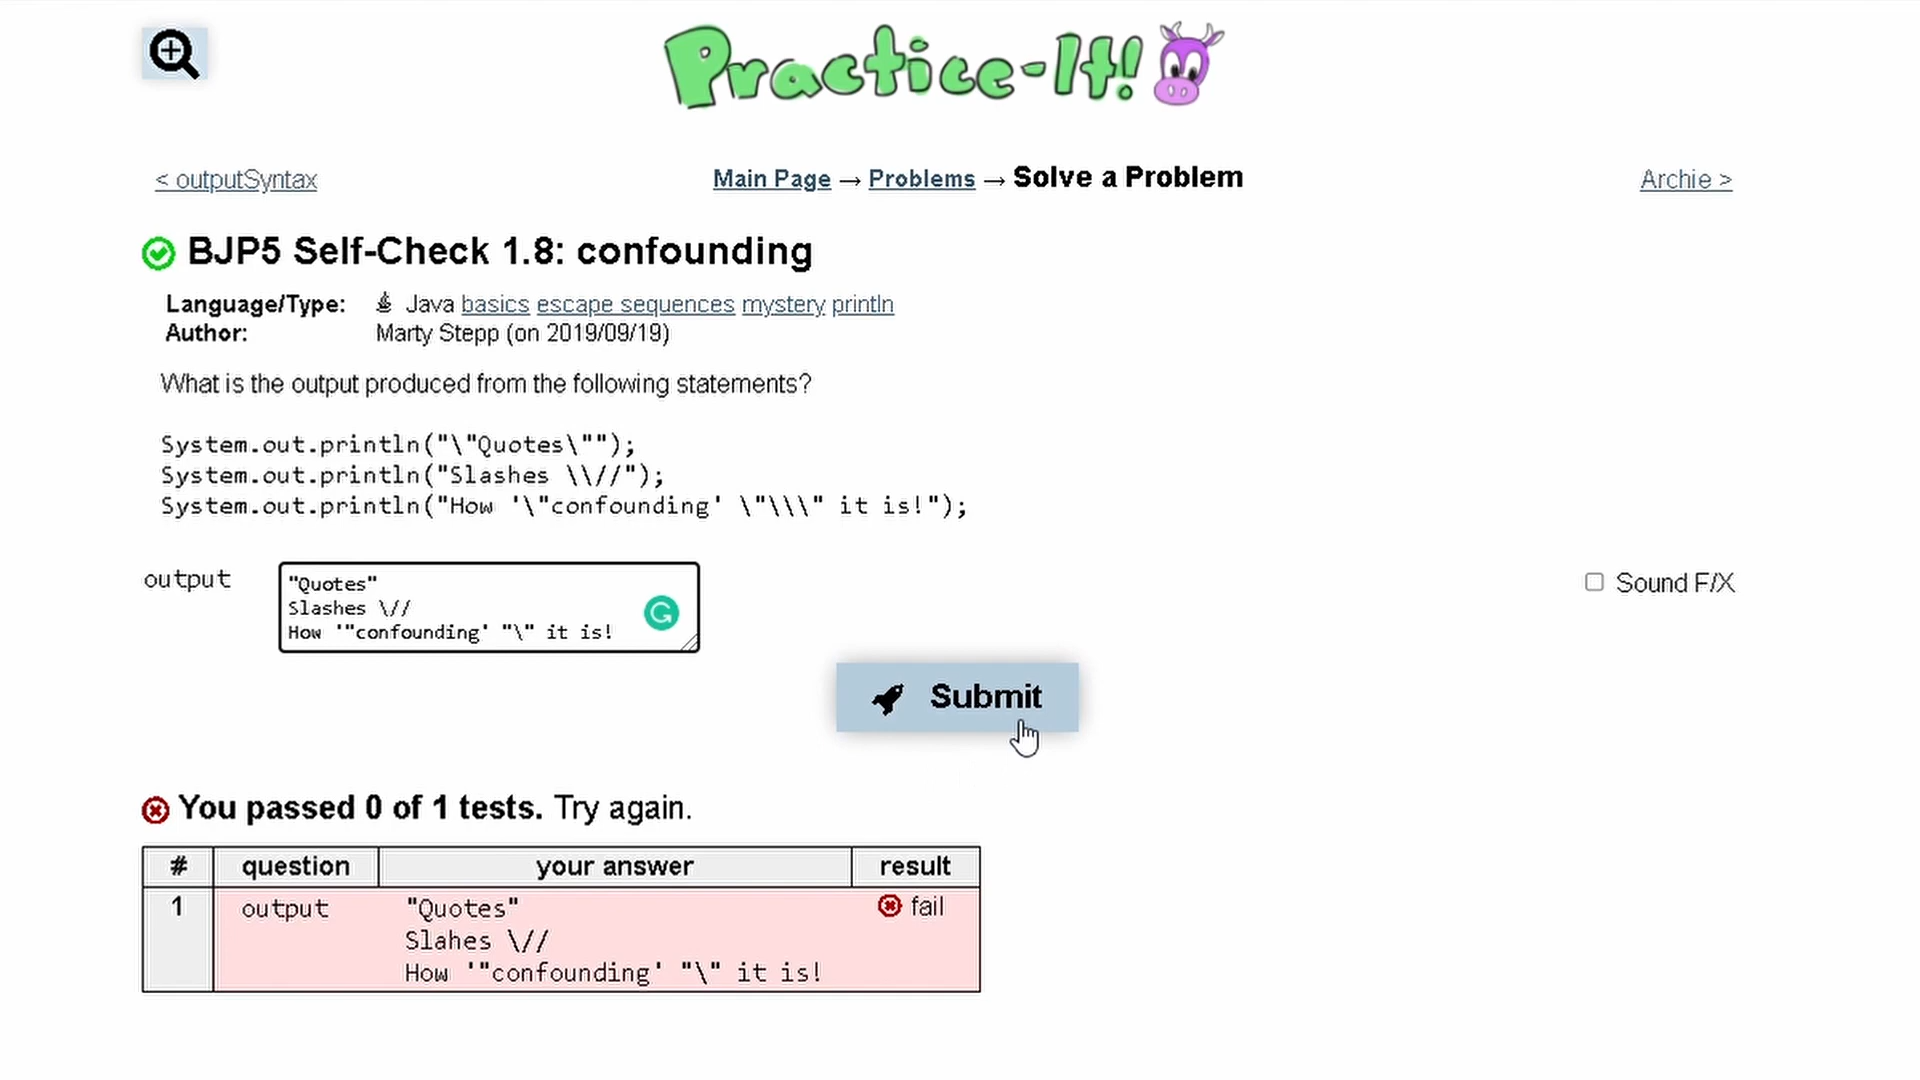 Practice-It!
< outputSyntax
Main Page → Problems → Solve a Problem
Archie >
BJP5 Self-Check 1.8: confounding
Language/Type: Java basics escape sequences mystery println
Author: Marty Stepp (on 2019/09/19)
What is the output produced from the following statements?
System.out.println("\"Quotes\"");
System.out.println("Slashes \\//");
System.out.println("How '\"confounding' \"\\\" it is!");
output
"Quotes"
Slashes \//
How '"confounding' "\" it is!
Sound F/X
Submit
You passed 0 of 1 tests. Try again.
# question your answer result
1 output "Quotes" fail
Slahes \//
How '"confounding' "\" it is!